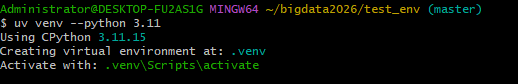 Administrator@DESKTOP-FU2AS1G MINGW64 ~/bigdata2026/test_env (master)
$ uv venv --python 3.11
Using CPython 3.11.15
Creating virtual environment at: .venv
Activate with: .venv\Scripts\activate